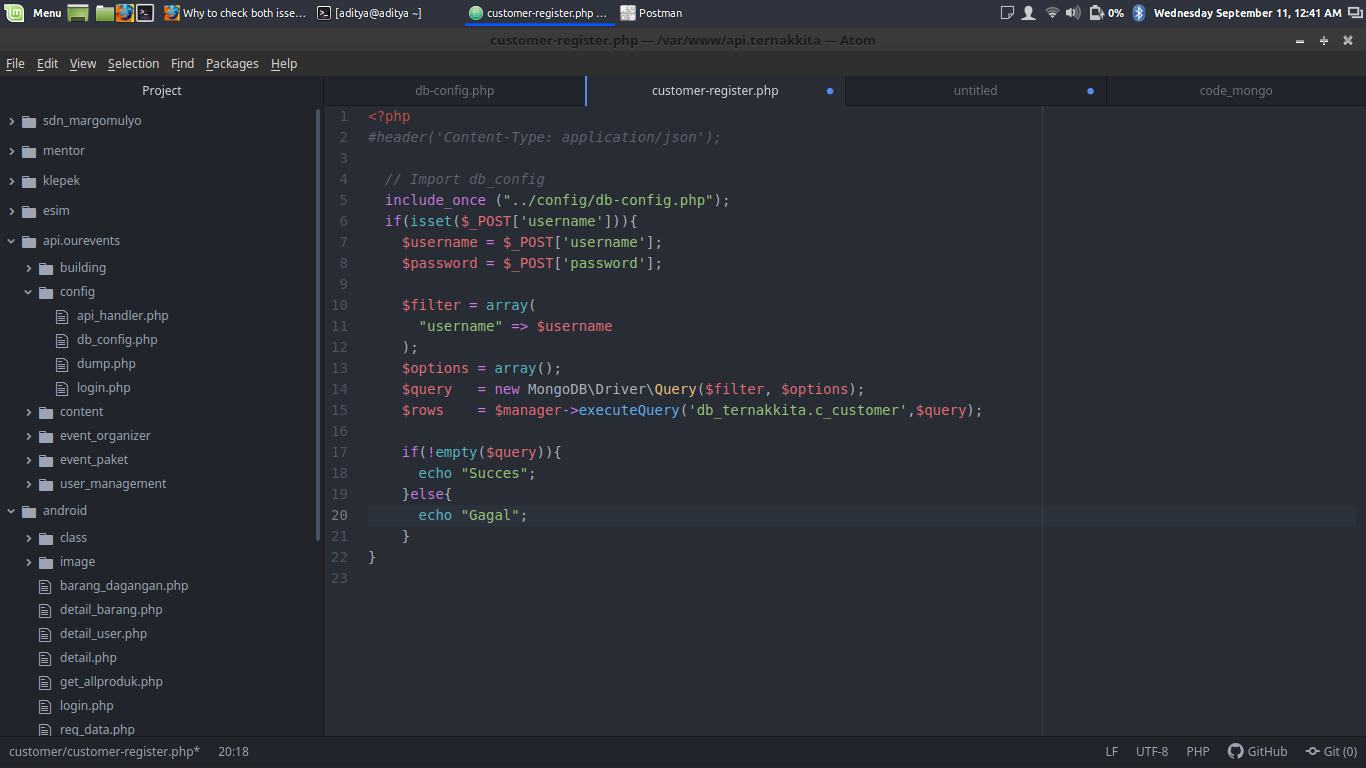 Menu
Why to check both isse...
[aditya@aditya ~]
customer-register.php ...
Postman
0%
Wednesday September 11, 12:41 AM
customer-register.php — /var/www/api.ternakkita — Atom
File Edit View Selection Find Packages Help
Project
db-config.php
customer-register.php
untitled
code_mongo
sdn_margomulyo
mentor
klepek
esim
api.ourevents
building
config
api_handler.php
db_config.php
dump.php
login.php
content
event_organizer
event_paket
user_management
android
class
image
barang_dagangan.php
detail_barang.php
detail_user.php
detail.php
get_allproduk.php
login.php
reg_data.php
1 <?php
2 #header('Content-Type: application/json');
3
4 // Import db_config
5 include_once ("../config/db-config.php");
6 if(isset($_POST['username'])){
7 $username = $_POST['username'];
8 $password = $_POST['password'];
9
10 $filter = array(
11 "username" => $username
12 );
13 $options = array();
14 $query   = new MongoDB\Driver\Query($filter, $options);
15 $rows    = $manager->executeQuery('db_ternakkita.c_customer',$query);
16
17 if(!empty($query)){
18 echo "Succes";
19 }else{
20 echo "Gagal";
21 }
22 }
23
customer/customer-register.php* 20:18
LF UTF-8 PHP GitHub Git (0)